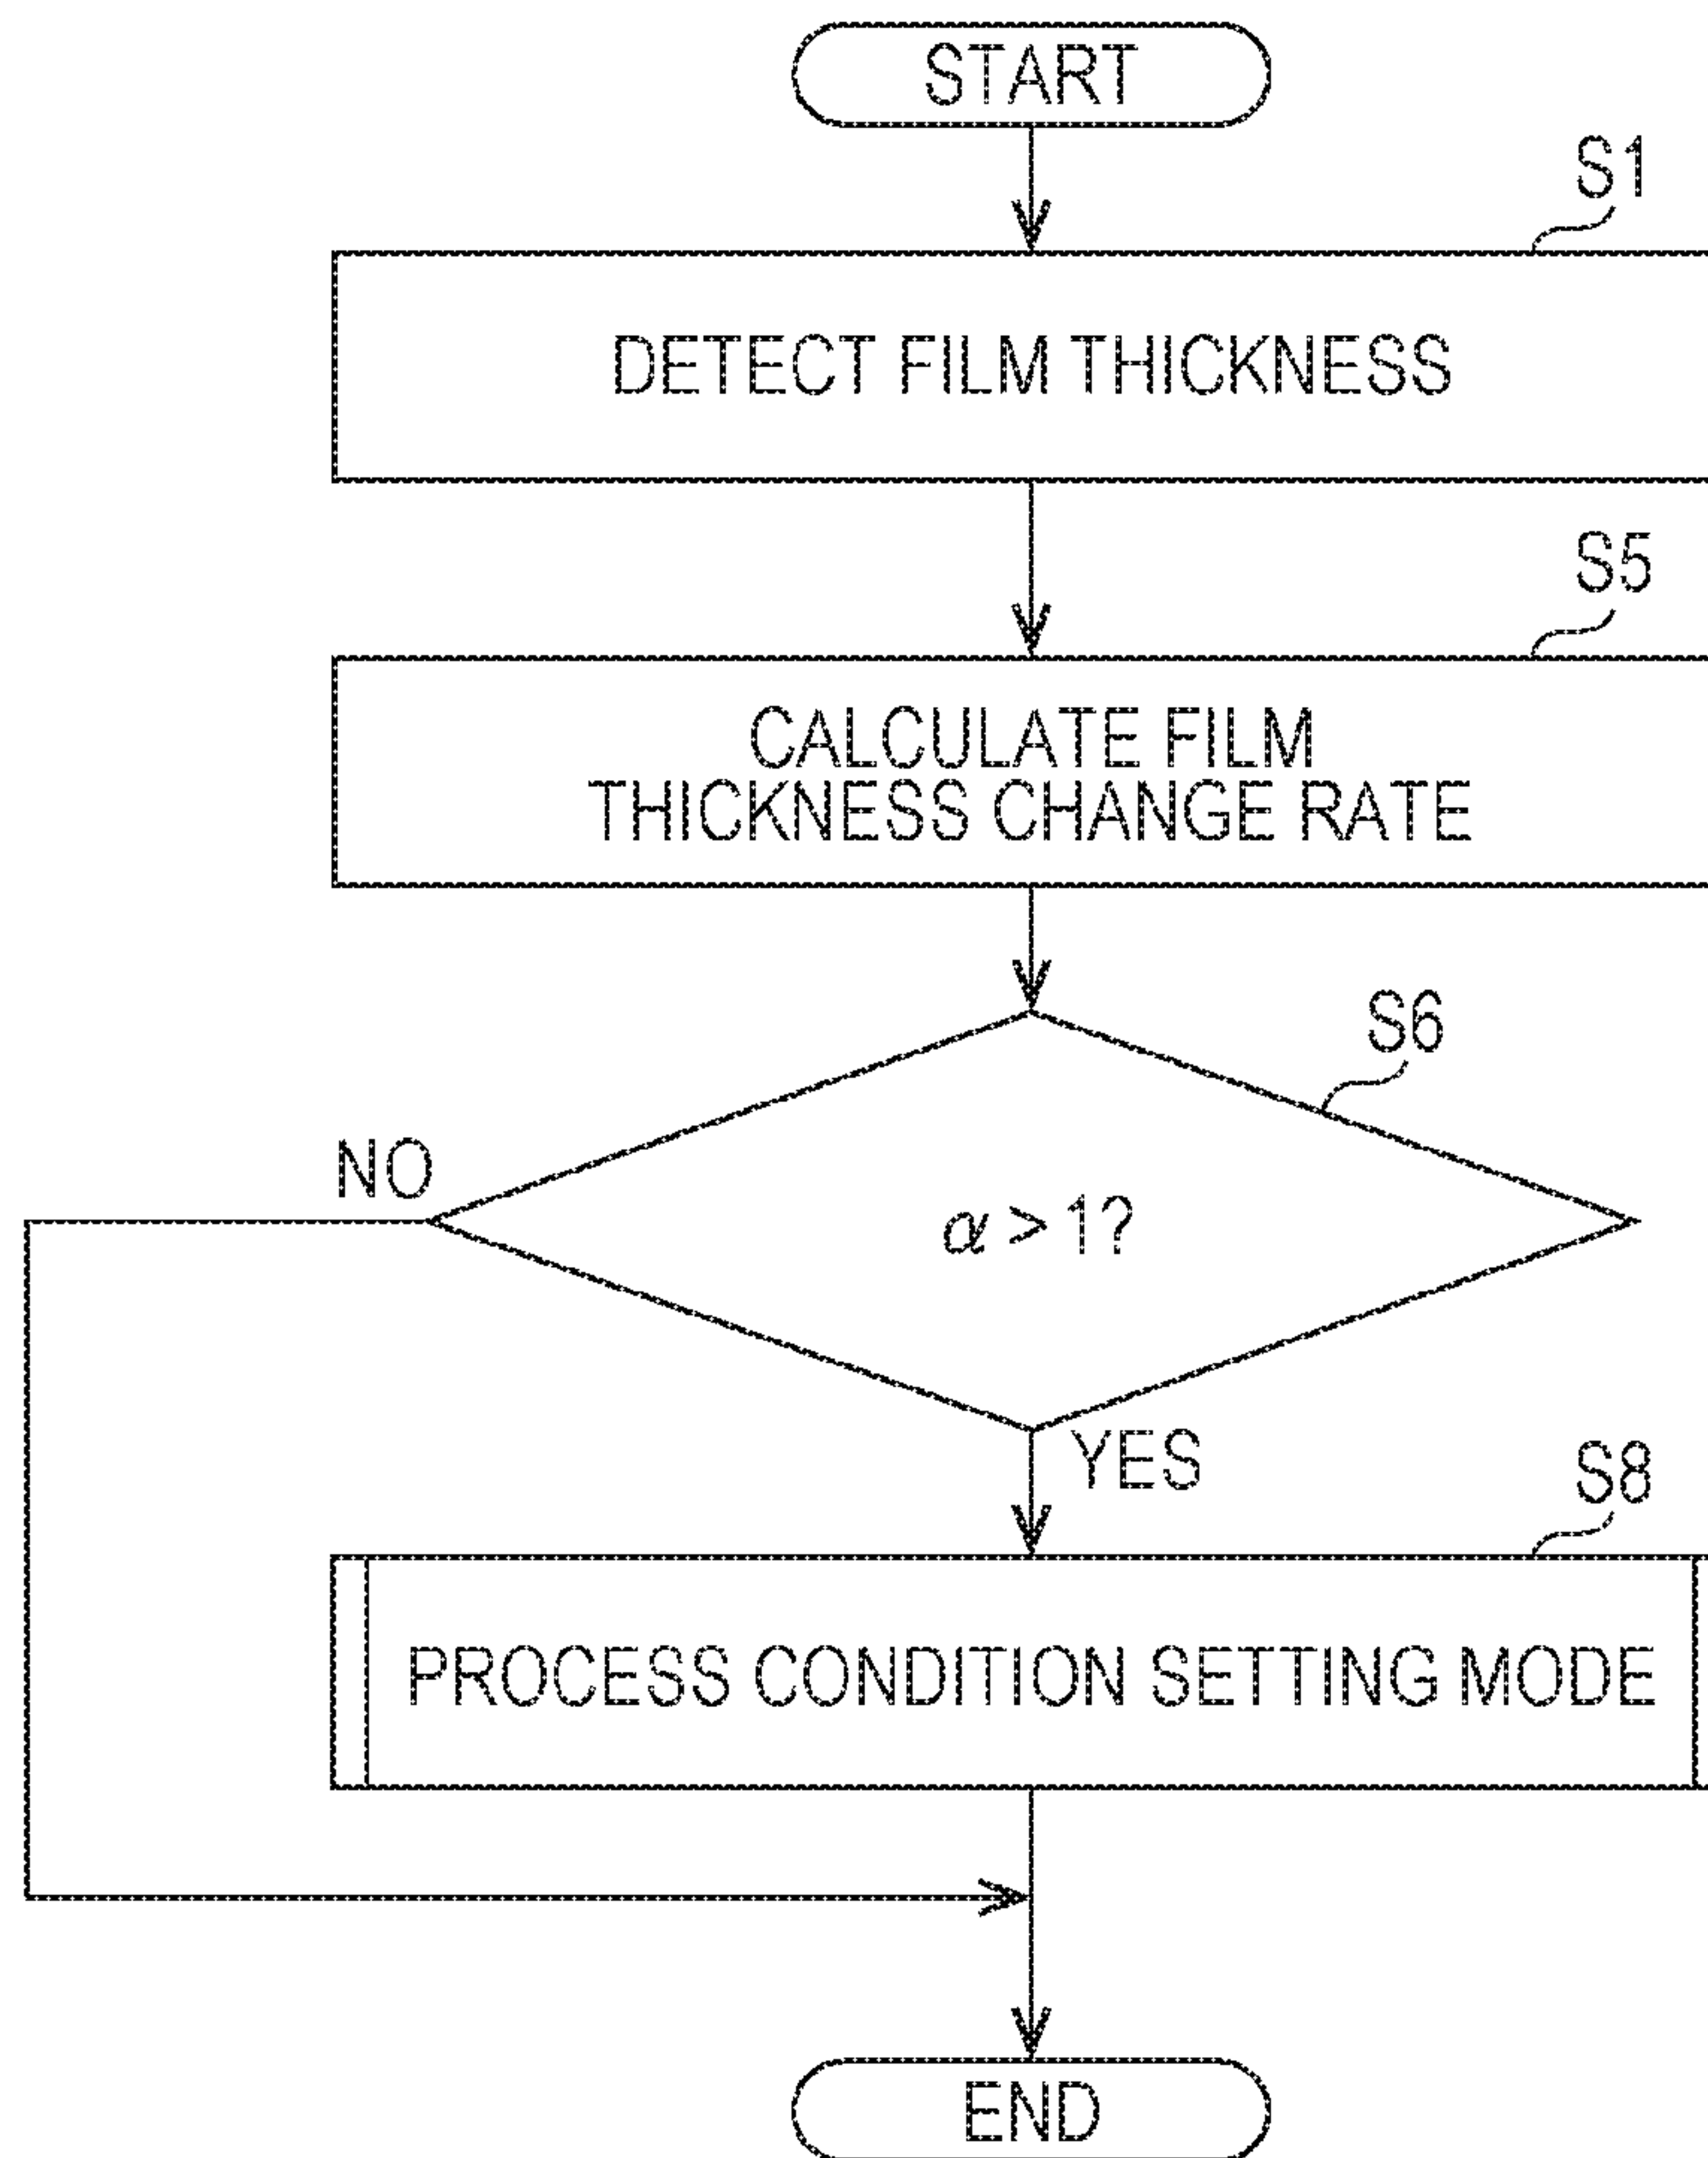 START
S1
DETECT FILM THICKNESS
S5
CALCULATE FILM
THICKNESS CHANGE RATE
S6
NO
α > 1?
YES
S8
PROCESS CONDITION SETTING MODE
END